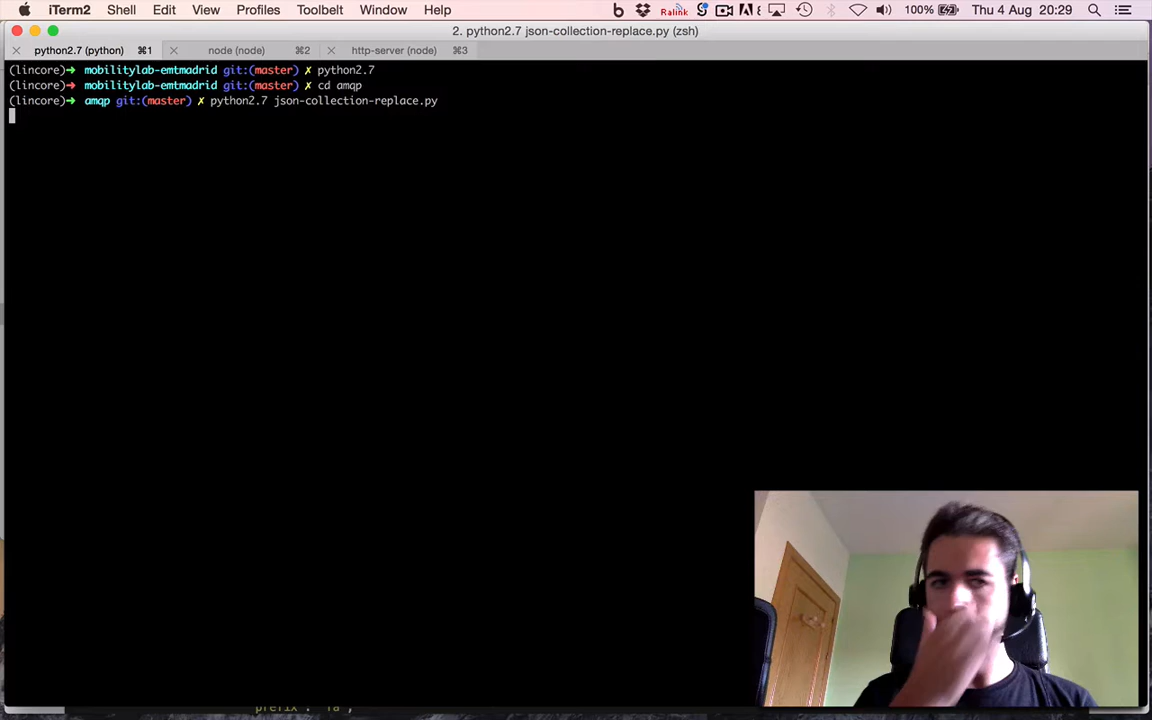 iTerm2 Shell Edit View Profiles Toolbelt Window Help Ralink 8 100% Thu 4 Aug 20:29
2. python2.7 json-collection-replace.py (zsh)
python2.7 (python) ⌘1 node (node) ⌘2 http-server (node) ⌘3
(lincore)➜ mobilitylab-emtmadrid git:(master) ✗ python2.7
(lincore)➜ mobilitylab-emtmadrid git:(master) ✗ cd amqp
(lincore)➜ amqp git:(master) ✗ python2.7 json-collection-replace.py